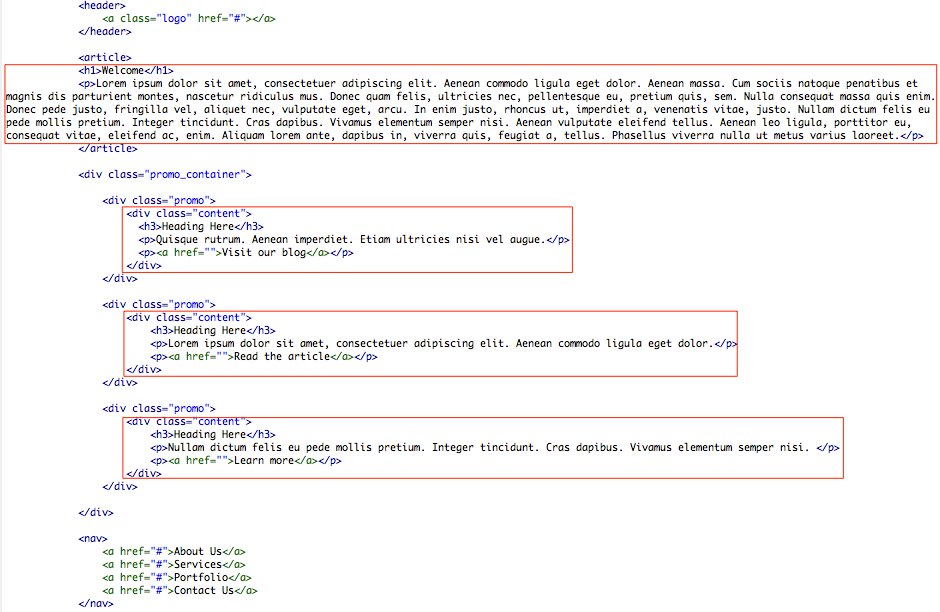 <header>
<a class="logo" href="#"></a>
</header>
<article>
<h1>Welcome</h1>
<p>Lorem ipsum dolor sit amet, consectetuer adipiscing elit. Aenean commodo ligula eget dolor. Aenean massa. Cum sociis natoque penatibus et
magnis dis parturient montes, nascetur ridiculus mus. Donec quam felis, ultricies nec, pellentesque eu, pretium quis, sem. Nulla consequat massa quis enim.
Donec pede justo, fringilla vel, aliquet nec, vulputate eget, arcu. In enim justo, rhoncus ut, imperdiet a, venenatis vitae, justo. Nullam dictum felis eu
pede mollis pretium. Integer tincidunt. Cras dapibus. Vivamus elementum semper nisi. Aenean vulputate eleifend tellus. Aenean leo ligula, porttitor eu,
consequat vitae, eleifend ac, enim. Aliquam lorem ante, dapibus in, viverra quis, feugiat a, tellus. Phasellus viverra nulla ut metus varius laoreet.</p>
</article>
<div class="promo_container">
<div class="promo">
<div class="content">
<h3>Heading Here</h3>
<p>Quisque rutrum. Aenean imperdiet. Etiam ultricies nisi vel augue.</p>
<p><a href="">Visit our blog</a></p>
</div>
</div>
<div class="promo">
<div class="content">
<h3>Heading Here</h3>
<p>Lorem ipsum dolor sit amet, consectetuer adipiscing elit. Aenean commodo ligula eget dolor.</p>
<p><a href="">Read the article</a></p>
</div>
</div>
<div class="promo">
<div class="content">
<h3>Heading Here</h3>
<p>Nullam dictum felis eu pede mollis pretium. Integer tincidunt. Cras dapibus. Vivamus elementum semper nisi. </p>
<p><a href="">Learn more</a></p>
</div>
</div>
</div>
<nav>
<a href="#">About Us</a>
<a href="#">Services</a>
<a href="#">Portfolio</a>
<a href="#">Contact Us</a>
</nav>